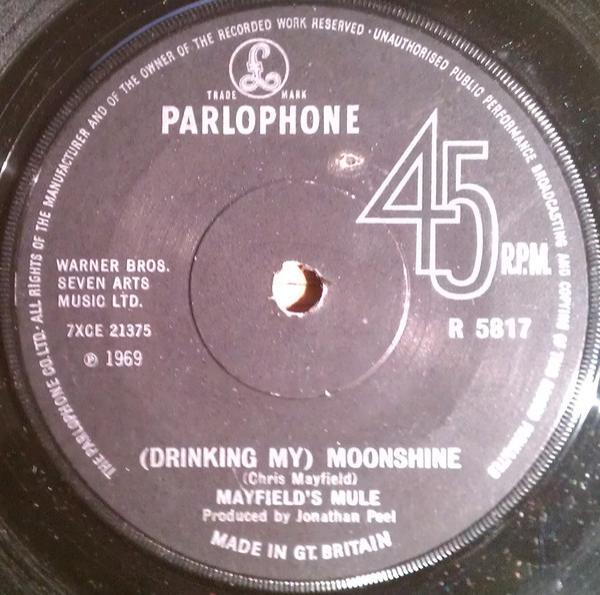 THE PARLOPHONE CO.LTD· ALL RIGHTS OF THE MANUFACTURER AND OF THE OWNER OF THE RECORDED WORK RESERVED · UNAUTHORISED PUBLIC PERFORMANCE BROADCASTING AND COPYING OF THIS
£
TRADE MARK
PARLOPHONE
45
R.P.M.
WARNER BROS.
SEVEN ARTS
MUSIC LTD.
7XCE 21375
R 5817
℗ 1969
(DRINKING MY) MOONSHINE
(Chris Mayfield)
MAYFIELD'S MULE
Produced by Jonathan Peel
MADE IN GT. BRITAIN